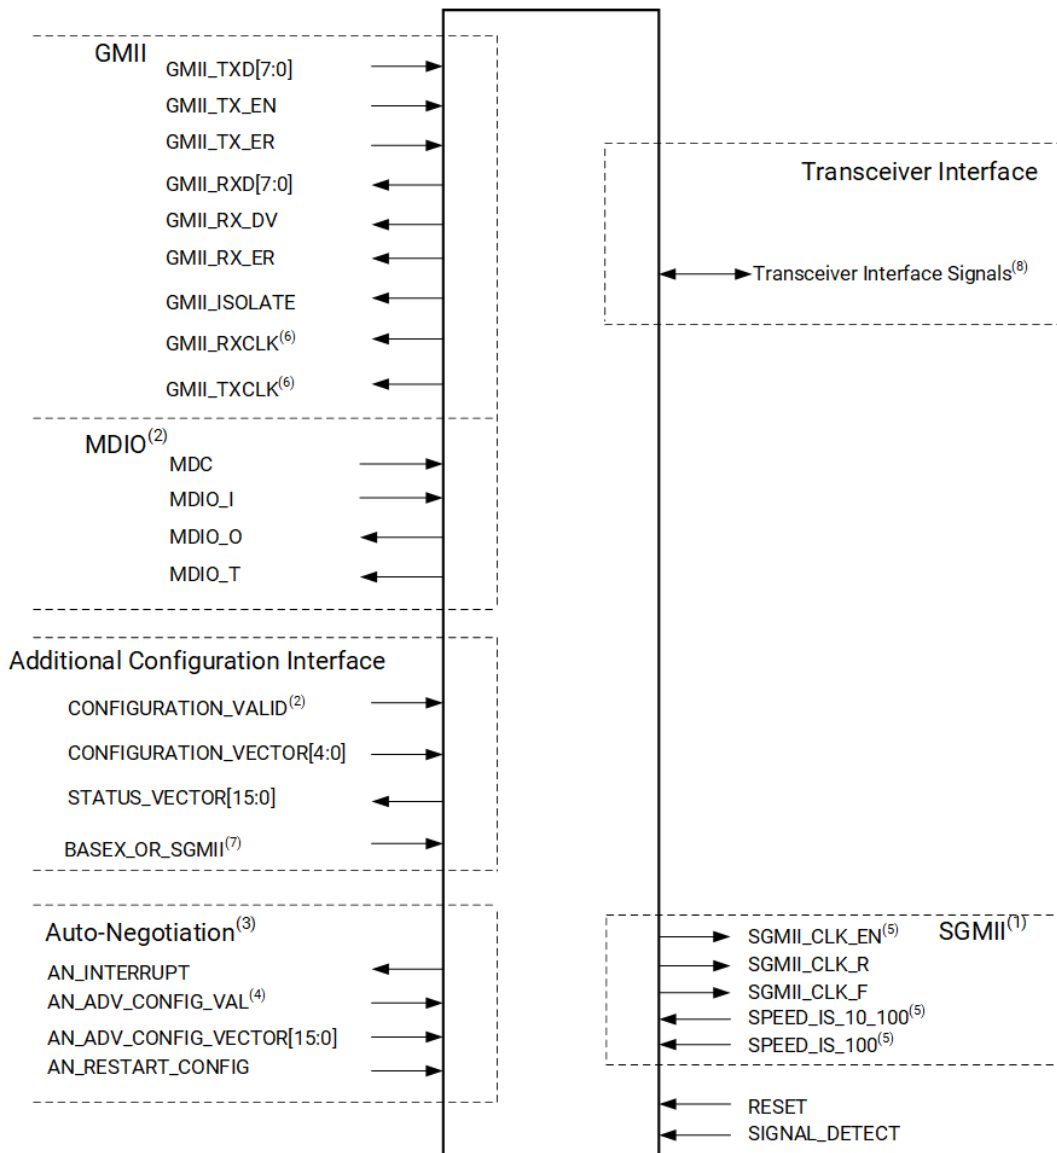 GMII
GMII_TXD[7:0]
GMII_TX_EN
GMII_TX_ER
GMII_RXD[7:0]
GMII_RX_DV
GMII_RX_ER
GMII_ISOLATE
GMII_RXCLK(6)
GMII_TXCLK(6)
MDIO(2)
MDC
MDIO_I
MDIO_O
MDIO_T
Additional Configuration Interface
CONFIGURATION_VALID(2)
CONFIGURATION_VECTOR[4:0]
STATUS_VECTOR[15:0]
BASEX_OR_SGMII(7)
Auto-Negotiation(3)
AN_INTERRUPT
AN_ADV_CONFIG_VAL(4)
AN_ADV_CONFIG_VECTOR[15:0]
AN_RESTART_CONFIG
Transceiver Interface
Transceiver Interface Signals(8)
SGMII(1)
SGMII_CLK_EN(5)
SGMII_CLK_R
SGMII_CLK_F
SPEED_IS_10_100(5)
SPEED_IS_100(5)
RESET
SIGNAL_DETECT